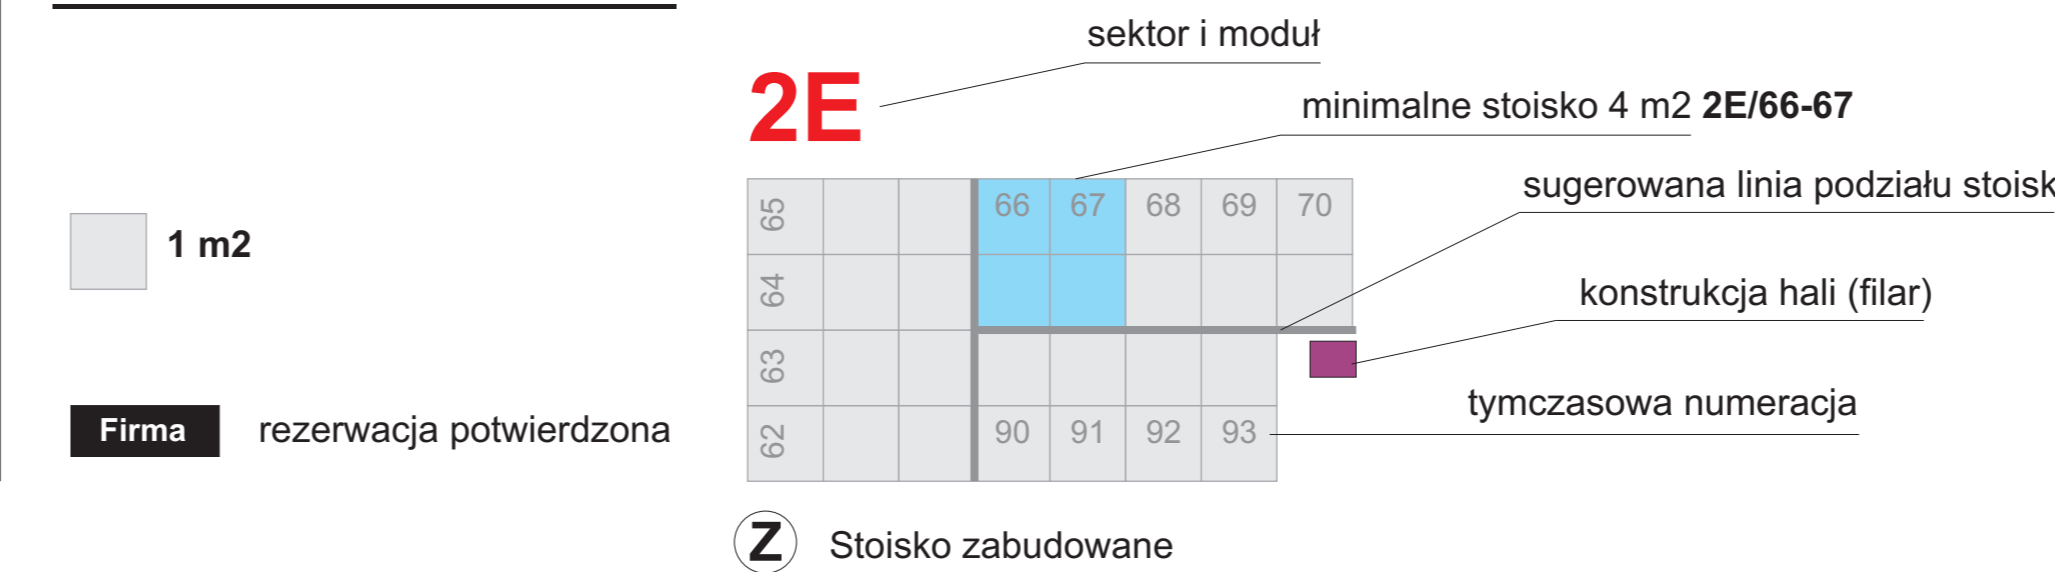 sektor i moduł
2E
minimalne stoisko 4 m2 2E/66-67
sugerowana linia podziału stoisk
65 66 67 68 69 70
1 m2
64
konstrukcja hali (filar)
63
tymczasowa numeracja
Firma rezerwacja potwierdzona
62 90 91 92 93
Z Stoisko zabudowane